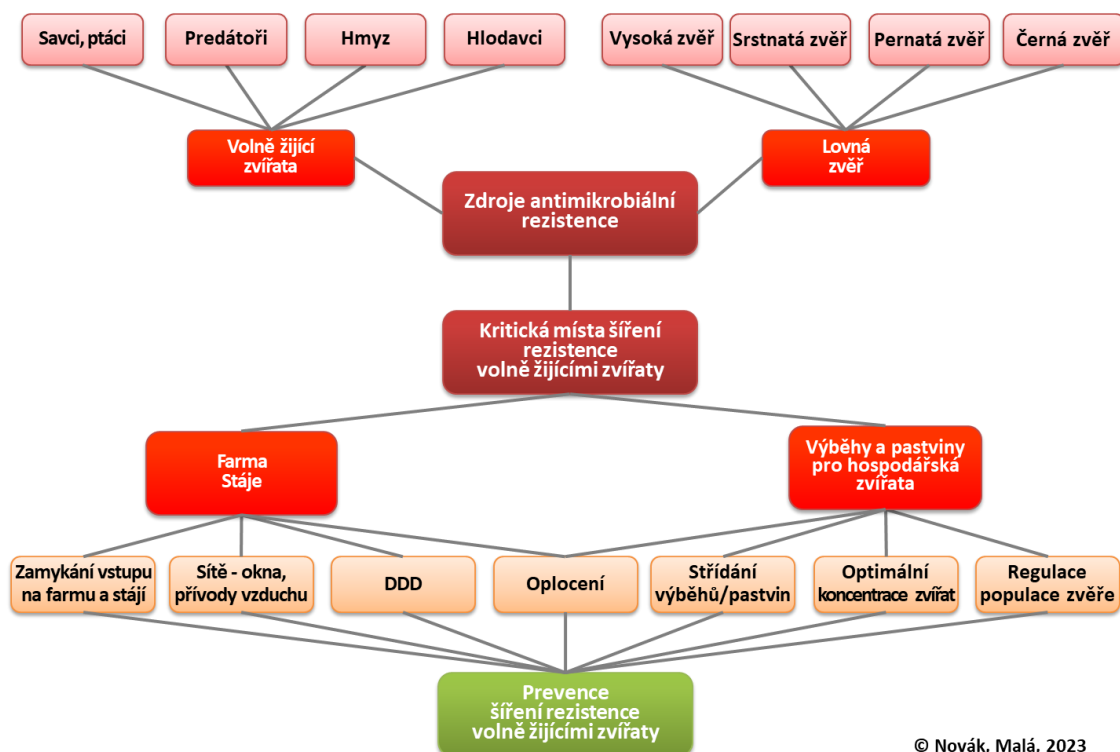 Savci, ptáci
Predátoři
Hmyz
Hlodavci
Vysoká zvěř
Srstnatá zvěř
Pernatá zvěř
Černá zvěř
Volně žijící
zvířata
Lovná
zvěř
Zdroje antimikrobiální
rezistence
Kritická místa šíření
rezistence
volně žijícími zvířaty
Farma
Stáje
Výběhy a pastviny
pro hospodářská
zvířata
Zamykání vstupu
na farmu a stájí
Sítě - okna,
přívody vzduchu
DDD
Oplocení
Střídání
výběhů/pastvin
Optimální
koncentrace zvířat
Regulace
populace zvěře
Prevence
šíření rezistence
volně žijícími zvířaty
© Novák, Malá, 2023